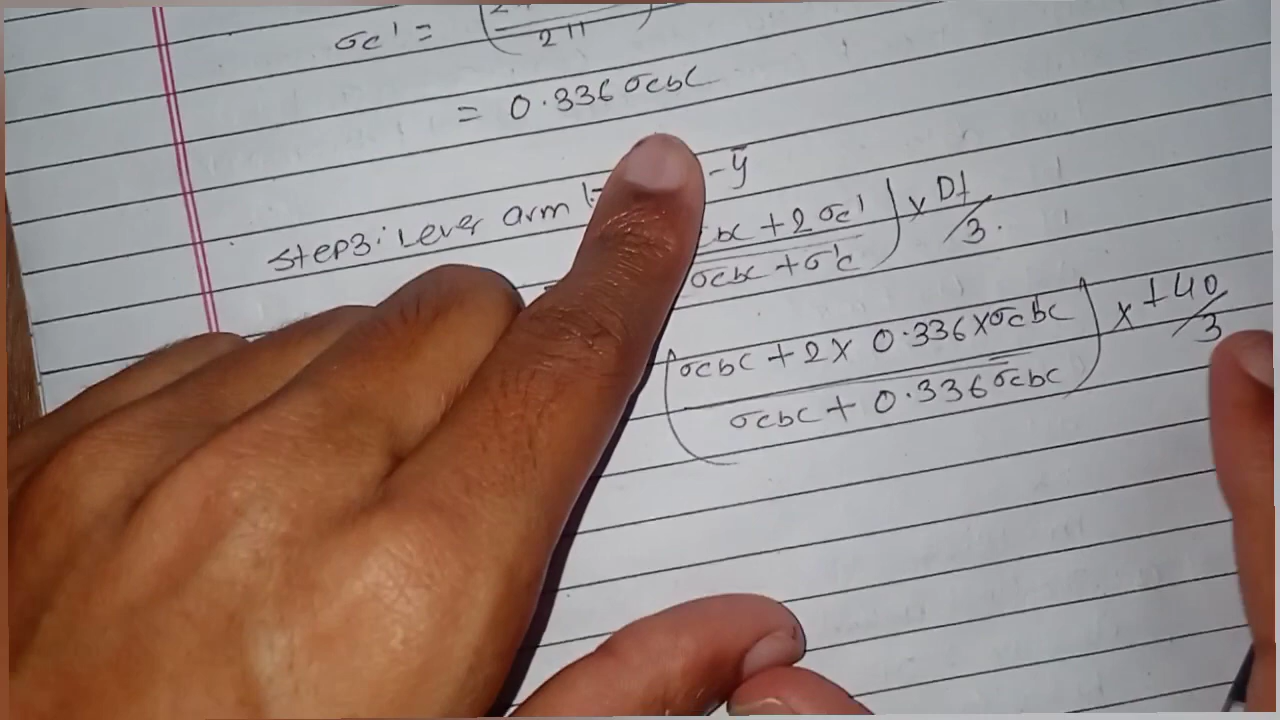 σc' = ( 211
= 0.336 σcbc
Step3: Lever arm - ȳ
cbc + 2 σc' ) x Df/3.
σcbc + σ'c
( σcbc + 2 x 0.336 x σcbc ) x 140/3
σcbc + 0.336 σcbc